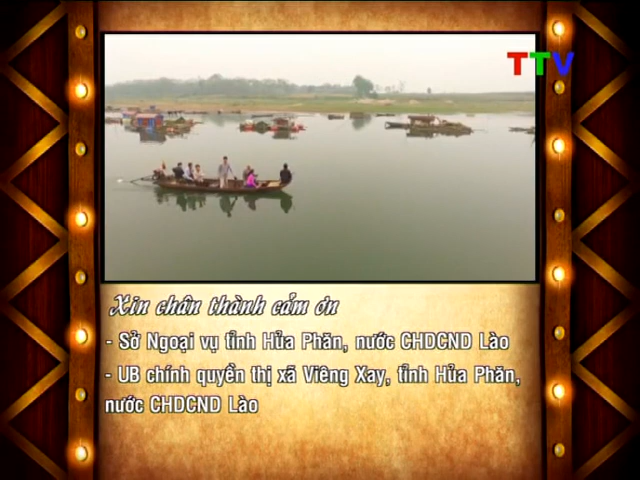 TTV
Xin chân thành cảm ơn
- Sở Ngoại vụ tỉnh Hủa Phăn, nước CHDCND Lào
- UB chính quyền thị xã Viêng Xay, tỉnh Hủa Phăn,
nước CHDCND Lào